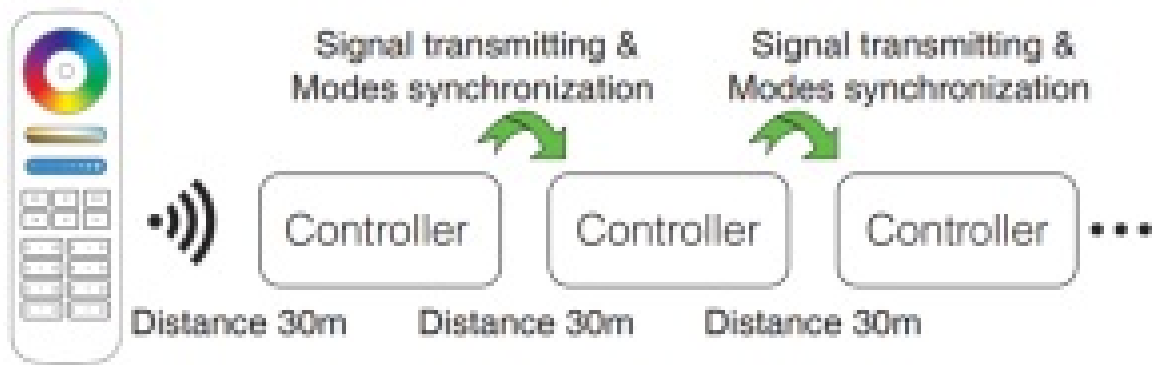 Signal transmitting &
Modes synchronization
Signal transmitting &
Modes synchronization
Controller
Controller
Controller
Distance 30m
Distance 30m
Distance 30m